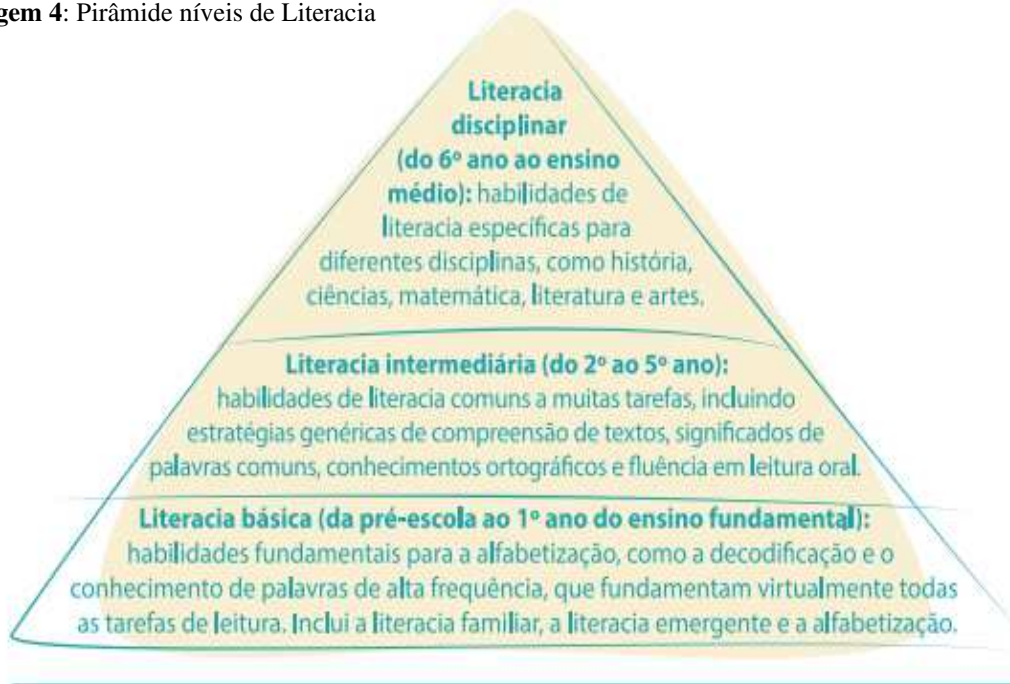 gem 4: Pirâmide níveis de Literacia
Literacia
disciplinar
(do 6º ano ao ensino
médio): habilidades de
literacia específicas para
diferentes disciplinas, como história,
ciências, matemática, literatura e artes.
Literacia intermediária (do 2º ao 5º ano):
habilidades de literacia comuns a muitas tarefas, incluindo
estratégias genéricas de compreensão de textos, significados de
palavras comuns, conhecimentos ortográficos e fluência em leitura oral.
Literacia básica (da pré-escola ao 1º ano do ensino fundamental):
habilidades fundamentais para a alfabetização, como a decodificação e o
conhecimento de palavras de alta frequência, que fundamentam virtualmente todas
as tarefas de leitura. Inclui a literacia familiar, a literacia emergente e a alfabetização.